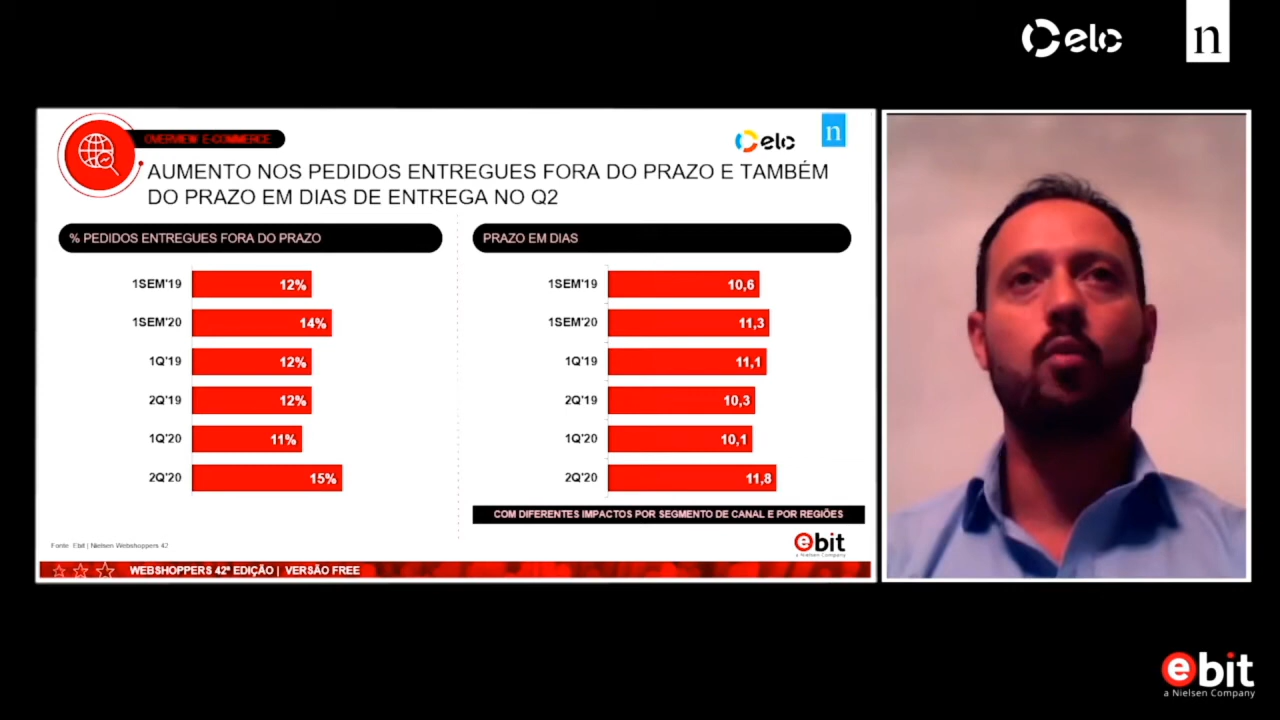 elo
n
OVERVIEW E-COMMERCE
elo
n
AUMENTO NOS PEDIDOS ENTREGUES FORA DO PRAZO E TAMBÉM
DO PRAZO EM DIAS DE ENTREGA NO Q2
% PEDIDOS ENTREGUES FORA DO PRAZO
1SEM'19 12%
1SEM'20 14%
1Q'19 12%
2Q'19 12%
1Q'20 11%
2Q'20 15%
PRAZO EM DIAS
1SEM'19 10,6
1SEM'20 11,3
1Q'19 11,1
2Q'19 10,3
1Q'20 10,1
2Q'20 11,8
COM DIFERENTES IMPACTOS POR SEGMENTO DE CANAL E POR REGIÕES
Fonte: Ebit | Nielsen Webshoppers 42
ebit
a Nielsen Company
WEBSHOPPERS 42ª EDIÇÃO | VERSÃO FREE
ebit
a Nielsen Company